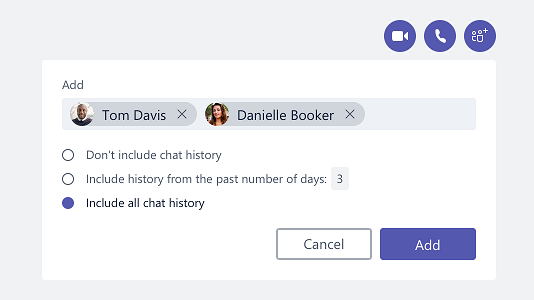 Add
Tom Davis Danielle Booker
Don't include chat history
Include history from the past number of days: 3
Include all chat history
Cancel Add